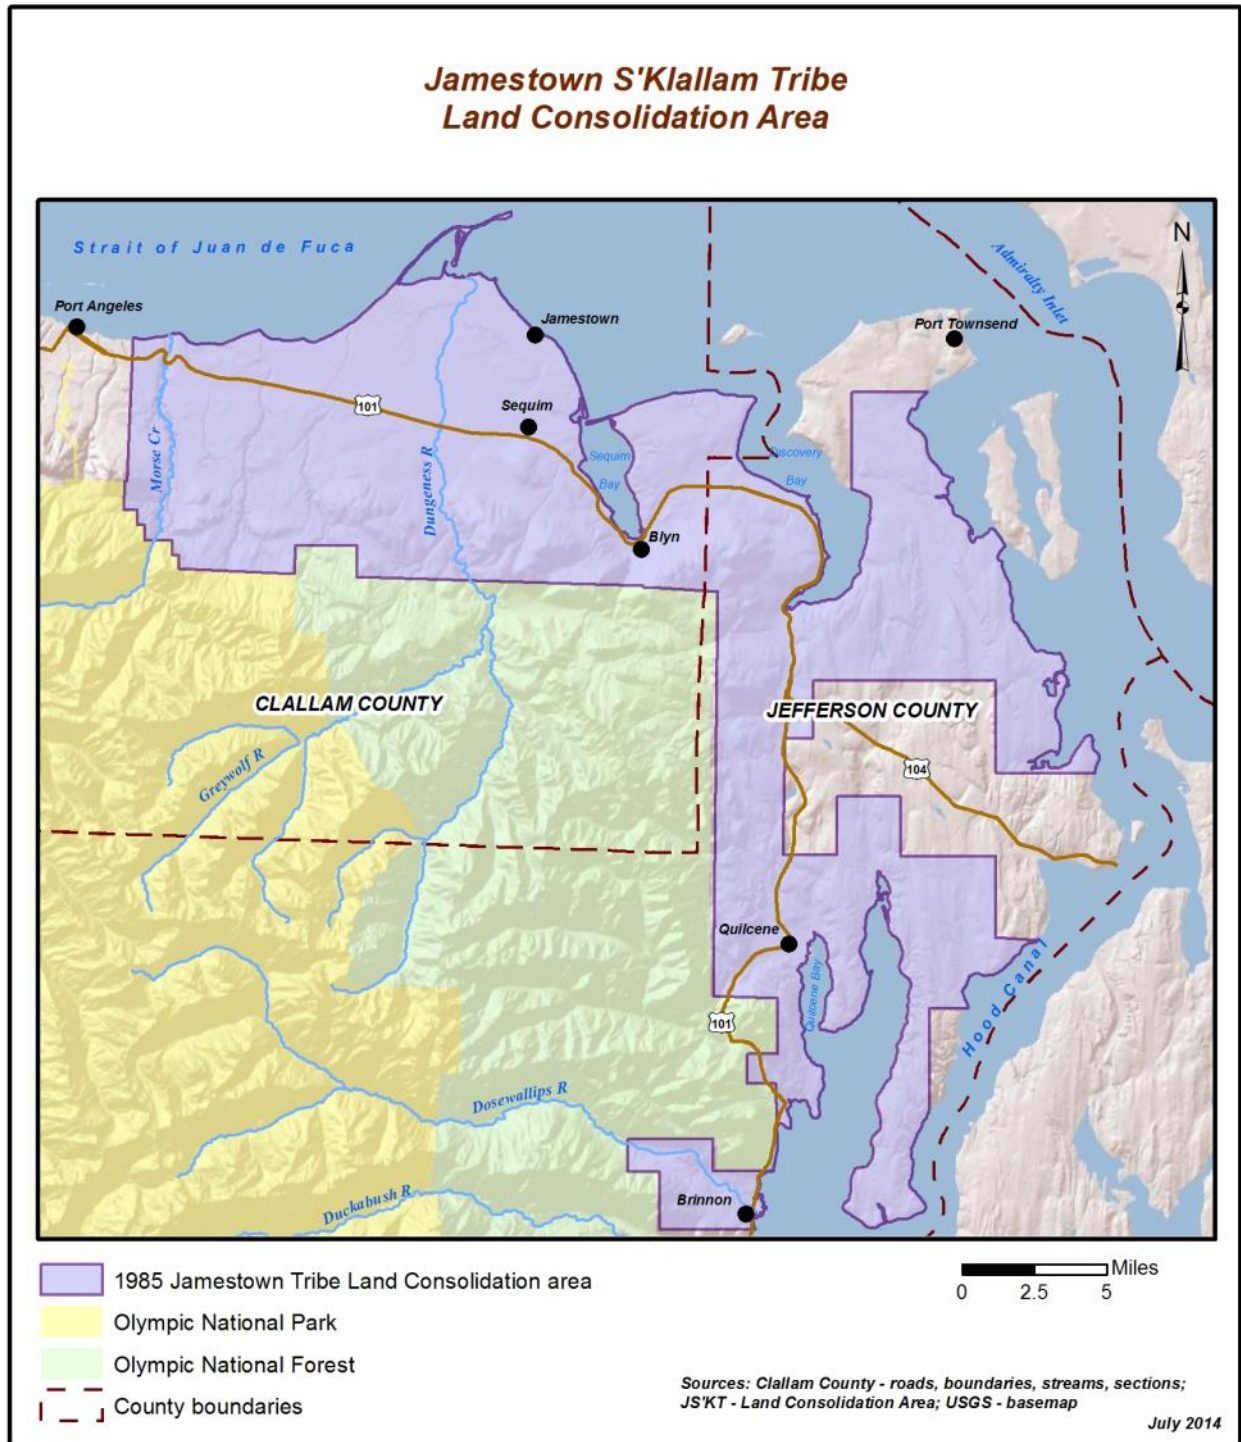 Jamestown S'Klallam Tribe
Land Consolidation Area
N
Strait of Juan de Fuca
Admiralty Inlet
Port Angeles
Jamestown
Port Townsend
101
Sequim
Morse Cr
Dungeness R
Sequim
Bay
Discovery
Bay
Blyn
CLALLAM COUNTY
JEFFERSON COUNTY
Greywolf R
104
Quilcene
Quilcene Bay
Hood Canal
101
Dosewallips R
Duckabush R
Brinnon
1985 Jamestown Tribe Land Consolidation area
Olympic National Park
Olympic National Forest
County boundaries
Miles
0 2.5 5
Sources: Clallam County - roads, boundaries, streams, sections;
JS'KT - Land Consolidation Area; USGS - basemap
July 2014